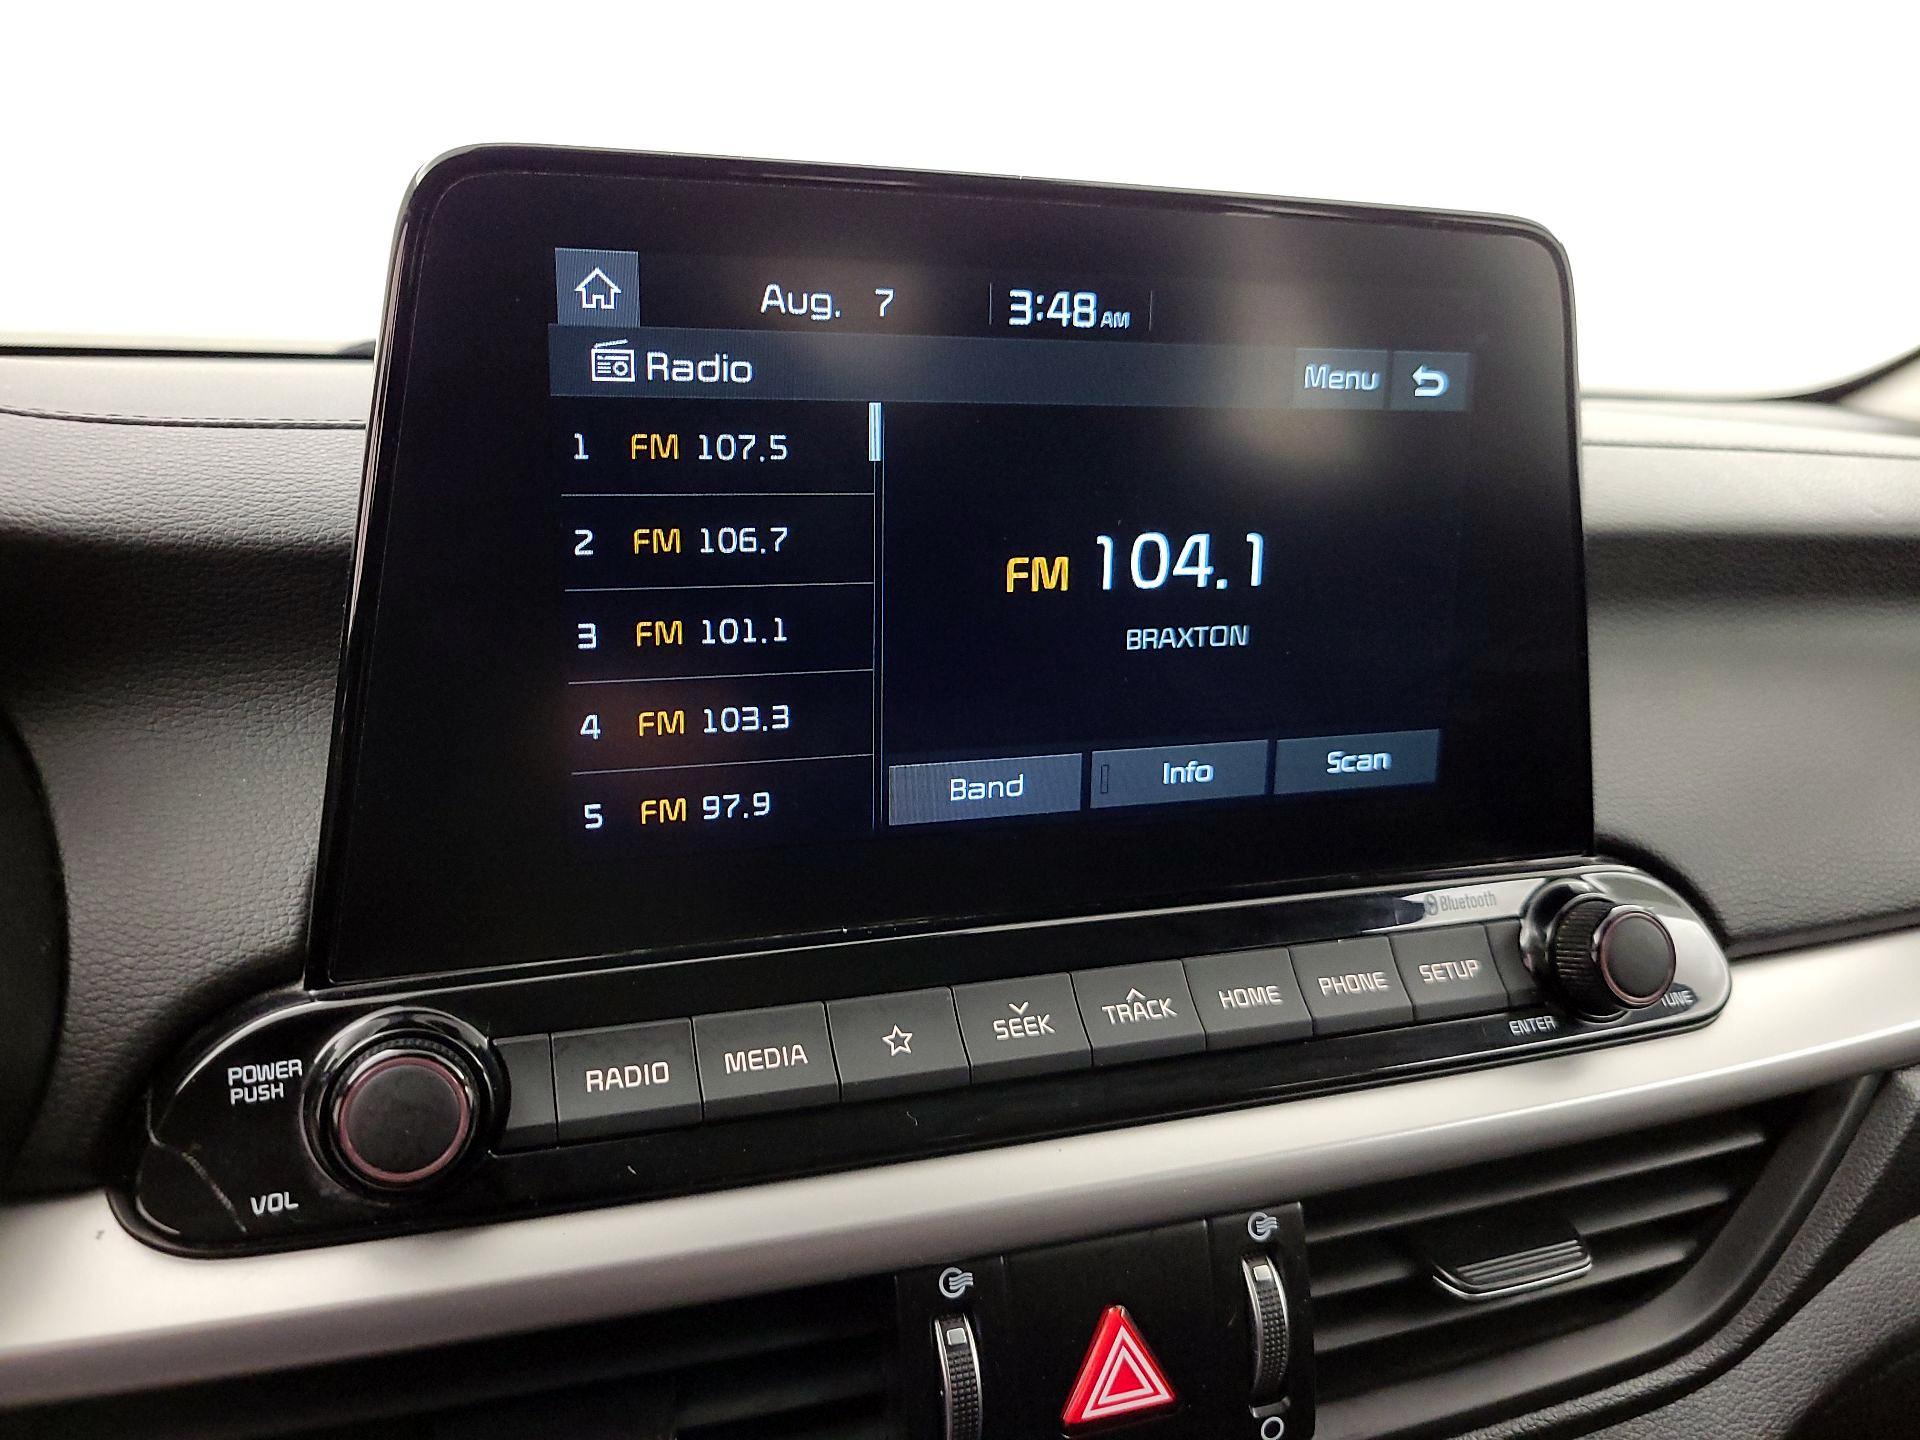 Aug. 7 3:48 AM
Radio Menu
1 FM 107.5
2 FM 106.7
3 FM 101.1
4 FM 103.3
5 FM 97.9
FM 104.1
BRAXTON
Band Info Scan
Bluetooth
POWER
PUSH
VOL
RADIO MEDIA SEEK TRACK HOME PHONE SETUP
ENTER
TUNE